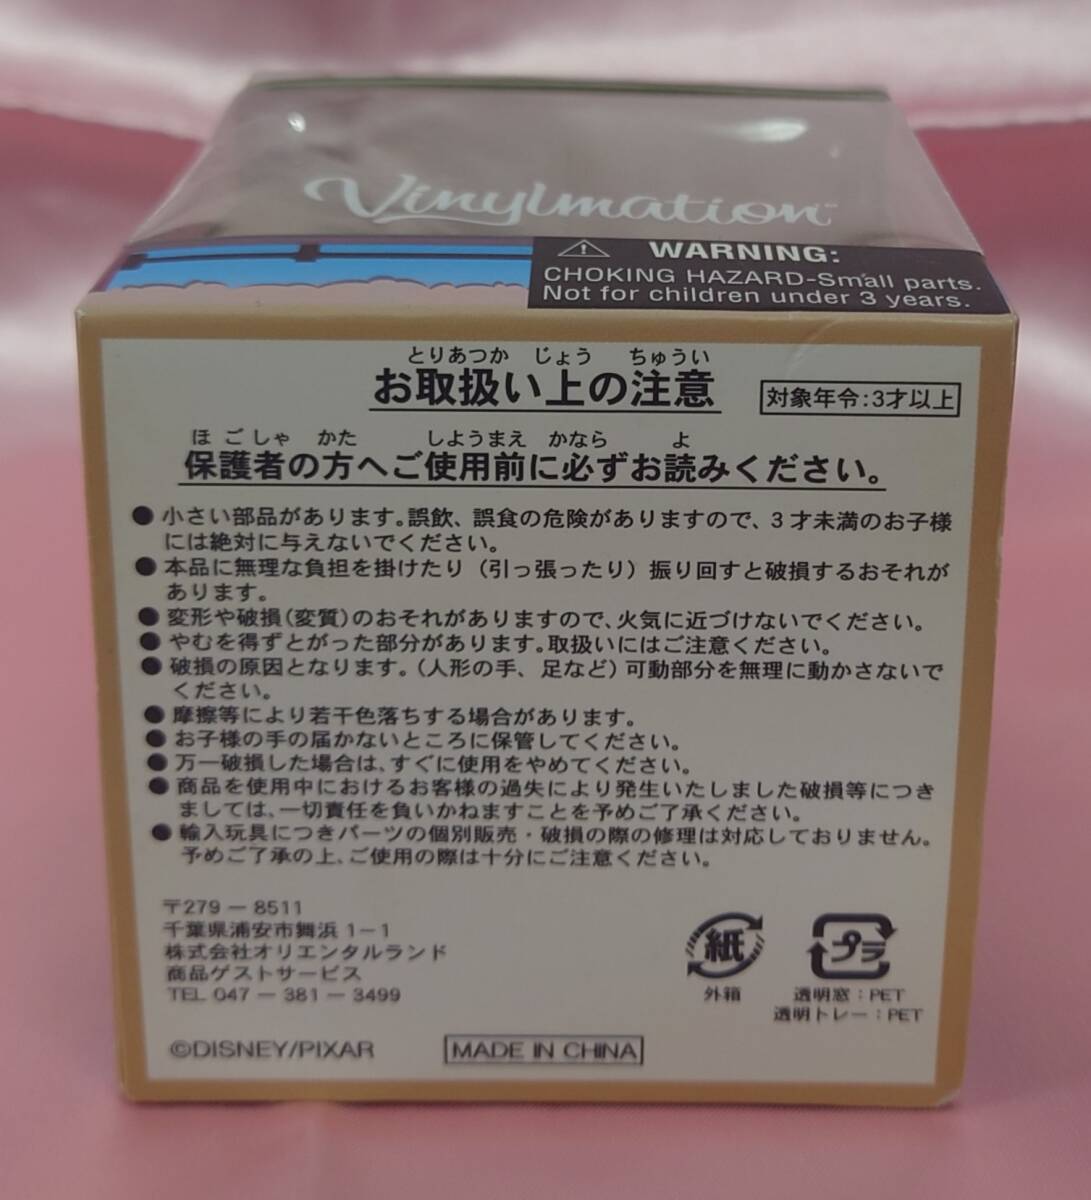 Vinylmation
WARNING:
CHOKING HAZARD-Small parts.
Not for children under 3 years.
とりあつか じょう ちゅうい
お取扱い上の注意
対象年令:3才以上
ほごしゃ かた しようまえ かなら よ
保護者の方へご使用前に必ずお読みください。
● 小さい部品があります。誤飲、誤食の危険がありますので、3才未満のお子様
には絶対に与えないでください。
● 本品に無理な負担を掛けたり(引っ張ったり)振り回すと破損するおそれが
あります。
● 変形や破損(変質)のおそれがありますので、火気に近づけないでください。
● やむを得ずとがった部分があります。取扱いにはご注意ください。
● 破損の原因となります。(人形の手、足など)可動部分を無理に動かさないで
ください。
● 摩擦等により若干色落ちする場合があります。
● お子様の手の届かないところに保管してください。
● 万一破損した場合は、すぐに使用をやめてください。
● 商品を使用中におけるお客様の過失により発生いたしました破損等につき
ましては、一切責任を負いかねますことを予めご了承ください。
● 輸入玩具につきパーツの個別販売・破損の際の修理は対応しておりません。
予めご了承の上、ご使用の際は十分にご注意ください。
〒279-8511
千葉県浦安市舞浜1-1
株式会社オリエンタルランド
商品ゲストサービス
TEL 047-381-3499
紙
外箱
プラ
透明窓:PET
透明トレー:PET
©DISNEY/PIXAR
MADE IN CHINA